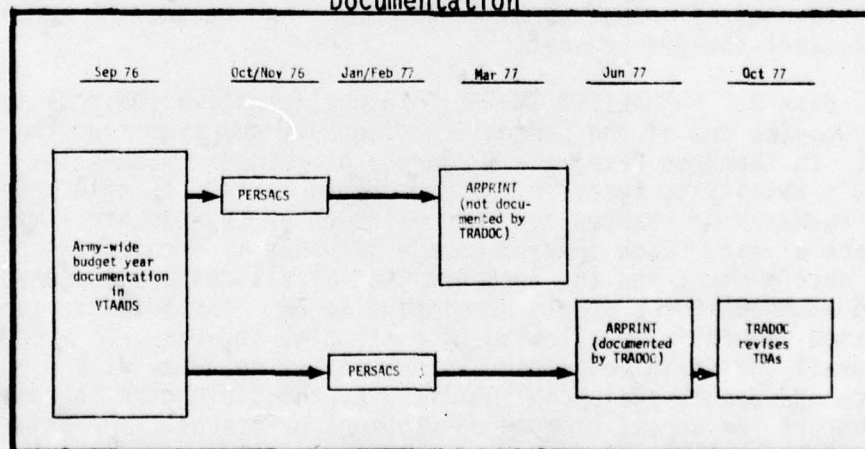 Documentation
Sep 76 Oct/Nov 76 Jan/Feb 77 Mar 77 Jun 77 Oct 77
PERSACS
ARPRINT
(not docu-
mented by
TRADOC)
Army-wide
budget year
documentation
in
VTAADS
PERSACS
ARPRINT
(documented
by TRADOC)
TRADOC
revises
TDAs